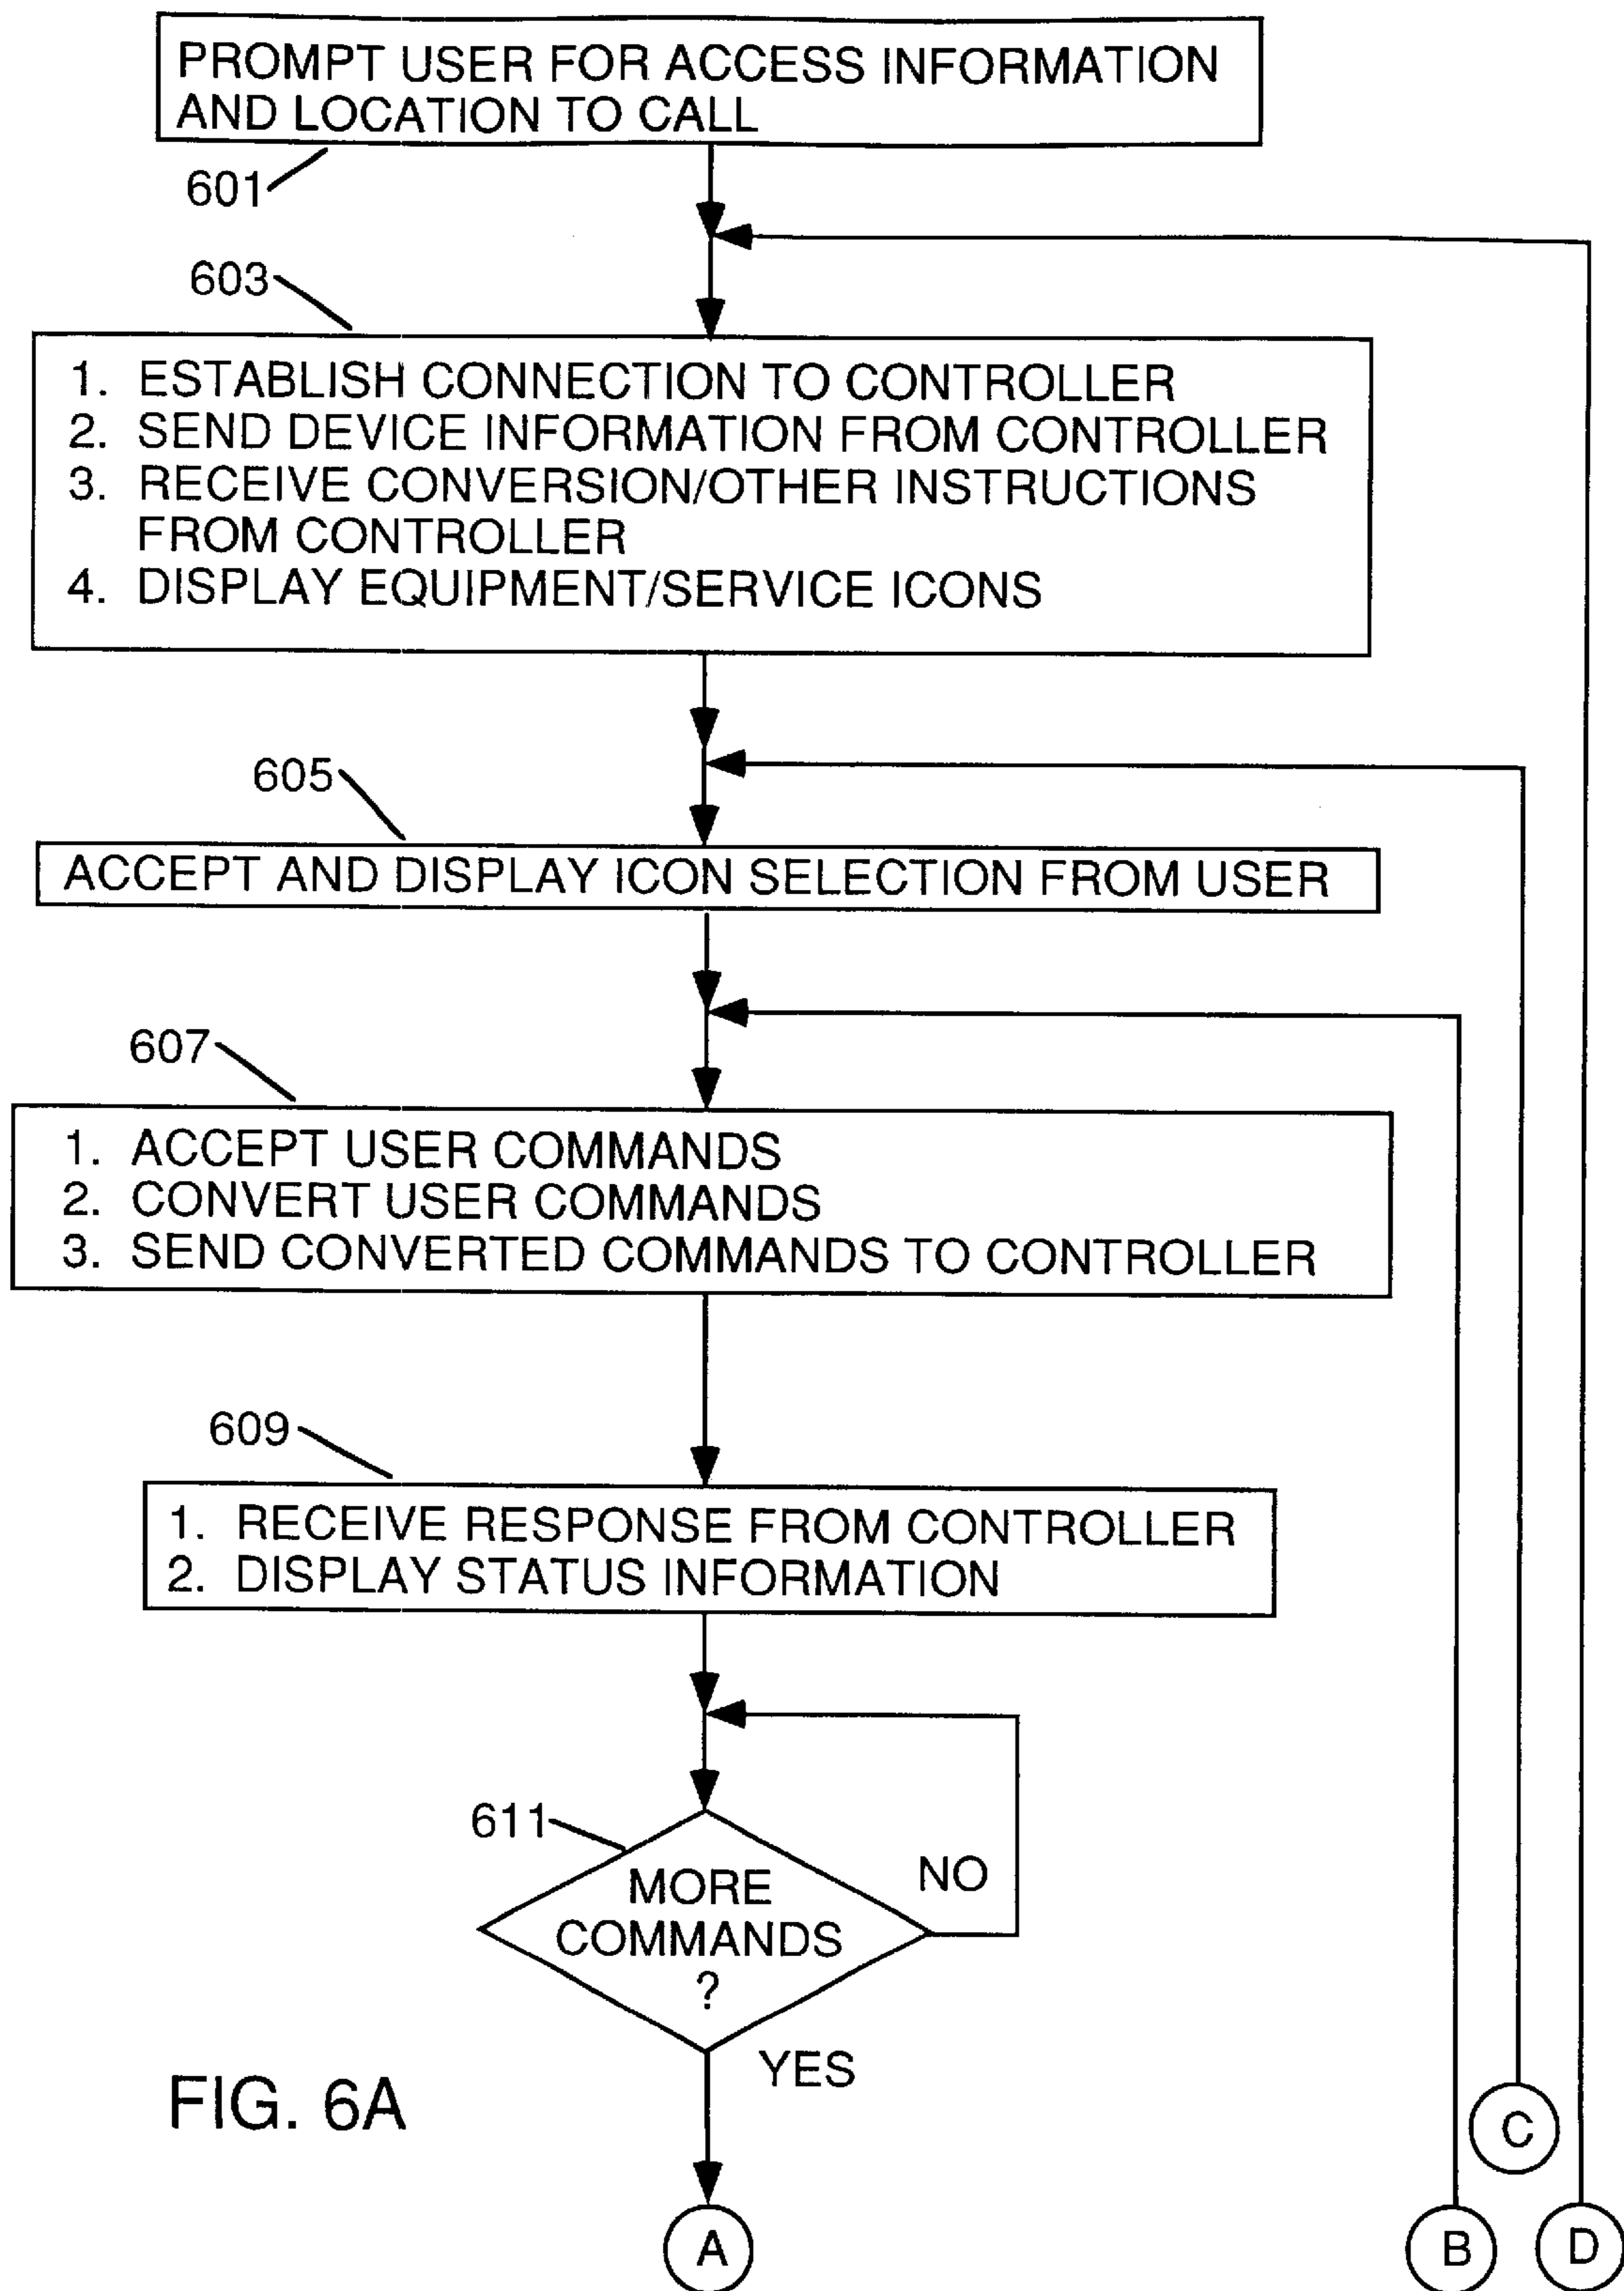 PROMPT USER FOR ACCESS INFORMATION
AND LOCATION TO CALL
601
603
1. ESTABLISH CONNECTION TO CONTROLLER
2. SEND DEVICE INFORMATION FROM CONTROLLER
3. RECEIVE CONVERSION/OTHER INSTRUCTIONS
FROM CONTROLLER
4. DISPLAY EQUIPMENT/SERVICE ICONS
605
ACCEPT AND DISPLAY ICON SELECTION FROM USER
607
1. ACCEPT USER COMMANDS
2. CONVERT USER COMMANDS
3. SEND CONVERTED COMMANDS TO CONTROLLER
609
1. RECEIVE RESPONSE FROM CONTROLLER
2. DISPLAY STATUS INFORMATION
611
MORE
COMMANDS
?
NO
YES
FIG. 6A
C
A
B
D